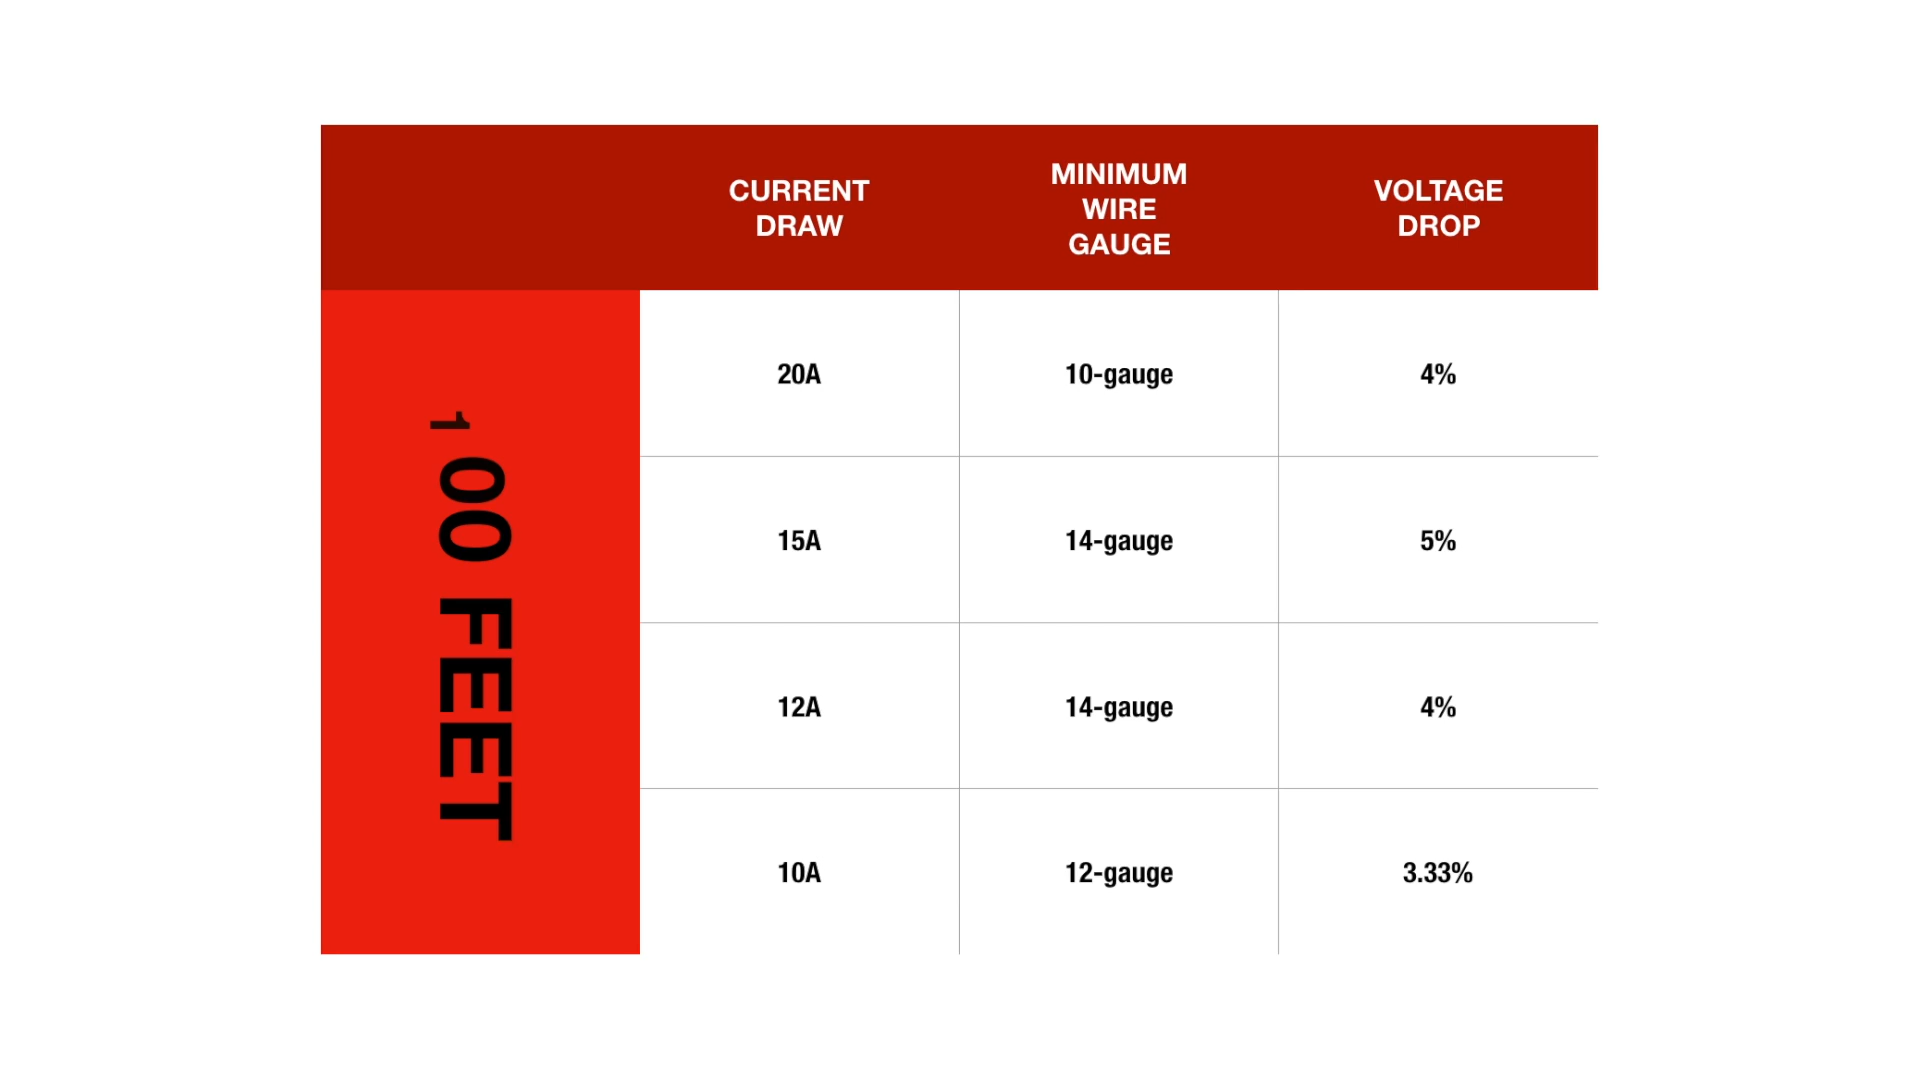 CURRENT
DRAW
MINIMUM
WIRE
GAUGE
VOLTAGE
DROP
100 FEET
20A
10-gauge
4%
15A
14-gauge
5%
12A
14-gauge
4%
10A
12-gauge
3.33%